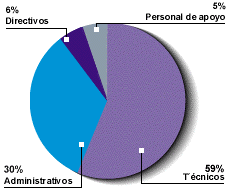 6%
Directivos
5%
Personal de apoyo
30%
Administrativos
59%
Técnicos